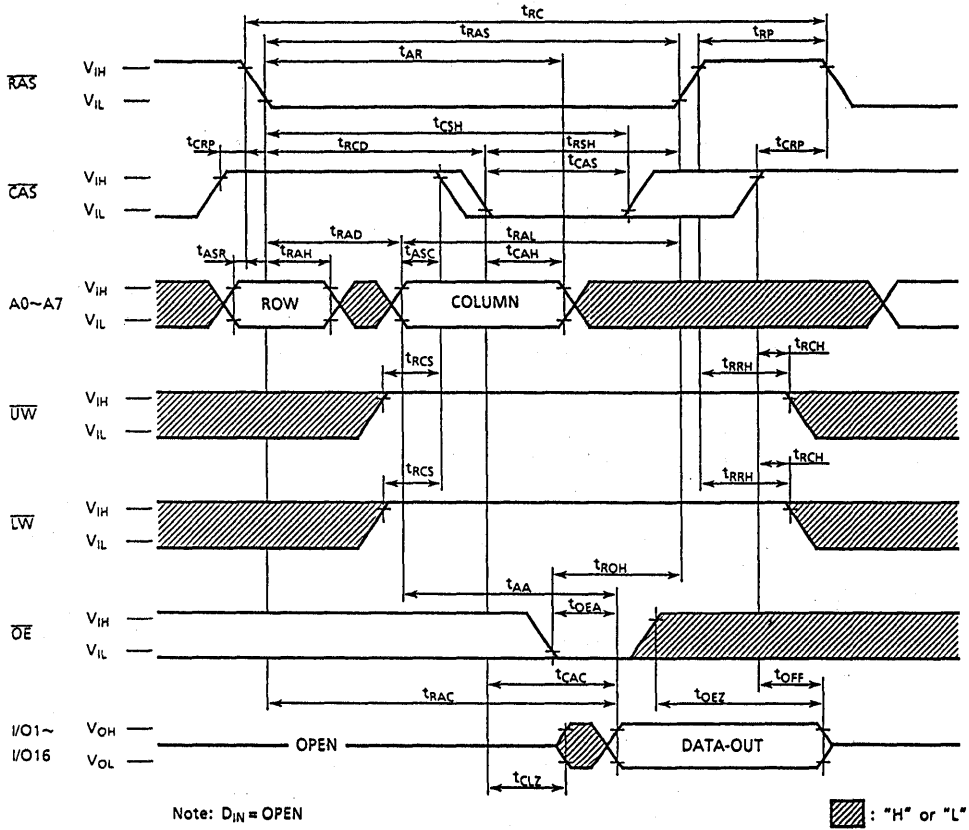 tRC
tRAS
tRP
tAR
RAS
VIH
VIL
tCSH
tCRP
tRCD
tRSH
tCRP
tCAS
CAS
VIH
VIL
tRAD
tRAL
tASR
tRAH
tASC
tCAH
A0~A7
VIH
VIL
ROW
COLUMN
tRCS
tRCH
tRRH
UW
VIH
VIL
tRCS
tRCH
tRRH
LW
VIH
VIL
tROH
tAA
tOEA
OE
VIH
VIL
tCAC
tOFF
tRAC
tOEZ
I/O1~
I/O16
VOH
VOL
OPEN
DATA-OUT
tCLZ
Note: DIN = OPEN
: "H" or "L"